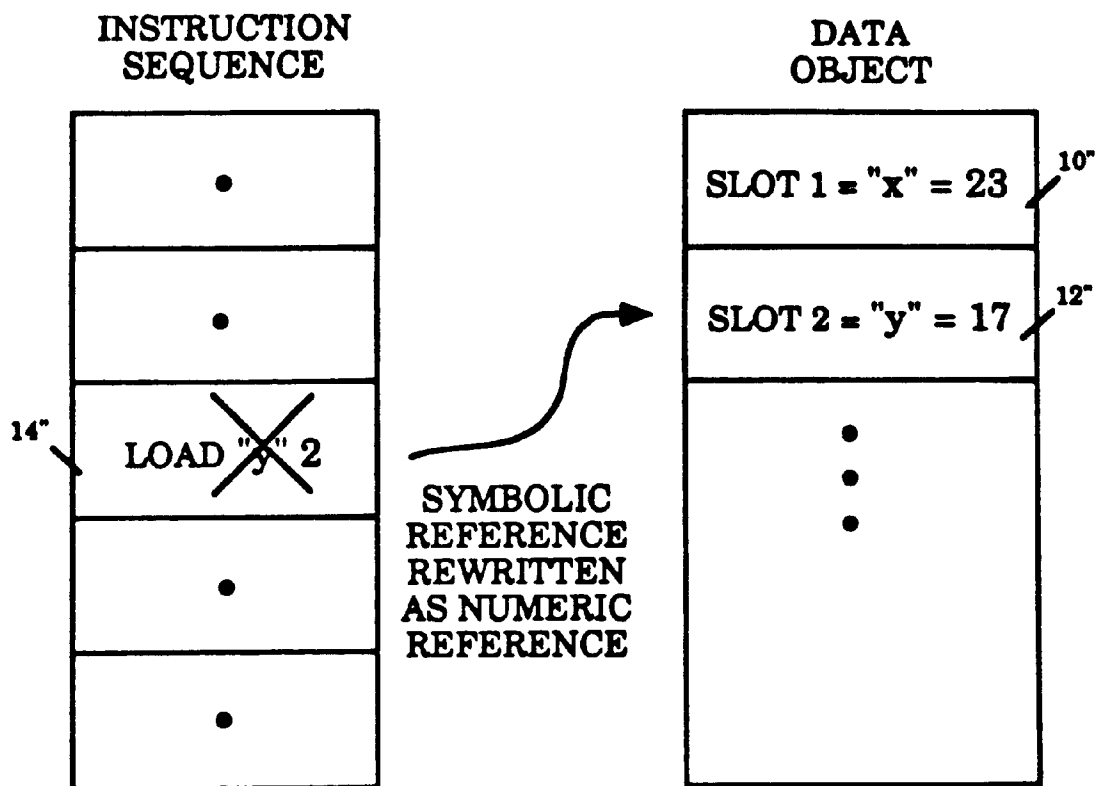 INSTRUCTION
SEQUENCE
DATA
OBJECT
SLOT 1 = "x" = 23
10"
SLOT 2 = "y" = 17
12"
14"
LOAD "y" 2
SYMBOLIC
REFERENCE
REWRITTEN
AS NUMERIC
REFERENCE